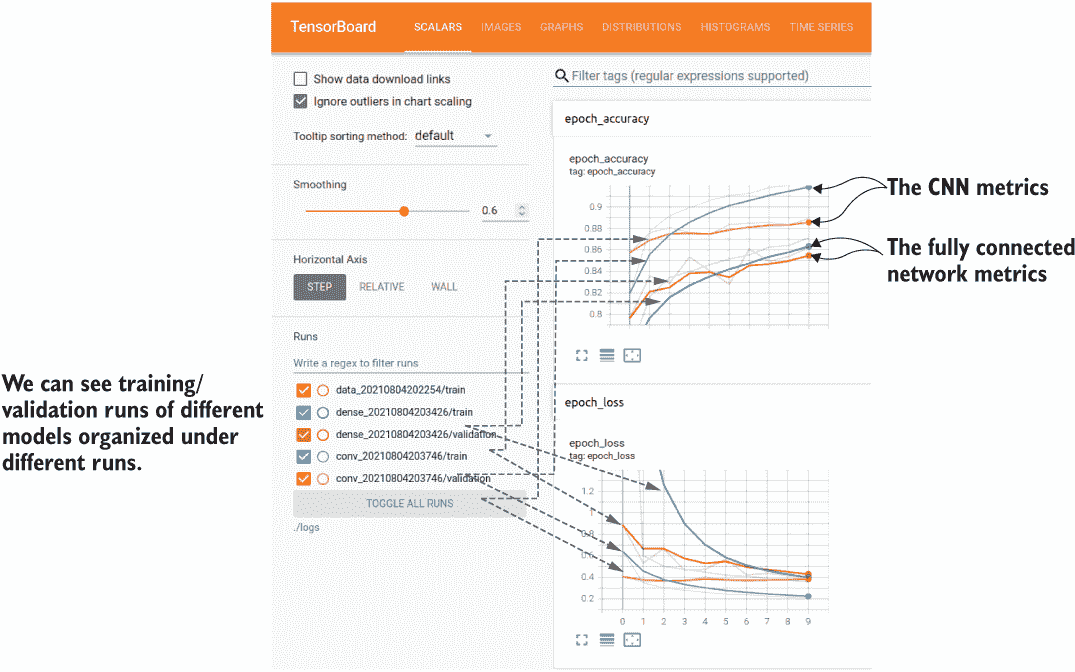 TensorBoard SCALARS IMAGES GRAPHS DISTRIBUTIONS HISTOGRAMS TIME SERIES
Show data download links
Ignore outliers in chart scaling
Tooltip sorting method: default
Smoothing
0.6
Horizontal Axis
STEP RELATIVE WALL
Runs
Write a regex to filter runs
data_20210804202254/train
dense_20210804203426/train
dense_20210804203426/validation
conv_20210804203746/train
conv_20210804203746/validation
TOGGLE ALL RUNS
./logs
Filter tags (regular expressions supported)
epoch_accuracy
epoch_accuracy
tag: epoch_accuracy
0.9
0.88
0.86
0.84
0.82
0.8
epoch_loss
epoch_loss
tag: epoch_loss
1.2
1
0.8
0.6
0.4
0.2
0 1 2 3 4 5 6 7 8 9
The CNN metrics
The fully connected
network metrics
We can see training/
validation runs of different
models organized under
different runs.